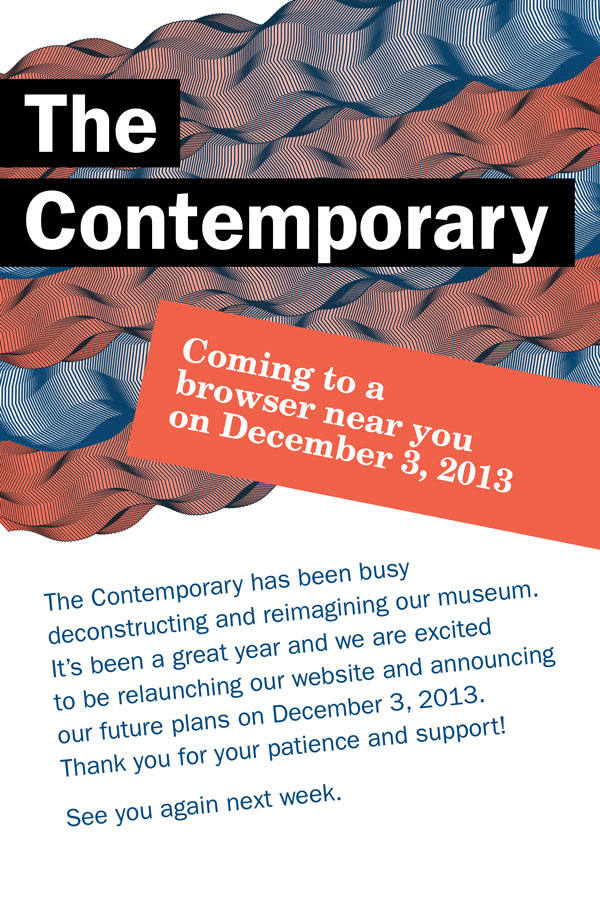 The
Contemporary
Coming to a
browser near you
on December 3, 2013
The Contemporary has been busy
deconstructing and reimagining our museum.
It’s been a great year and we are excited
to be relaunching our website and announcing
our future plans on December 3, 2013.
Thank you for your patience and support!
See you again next week.